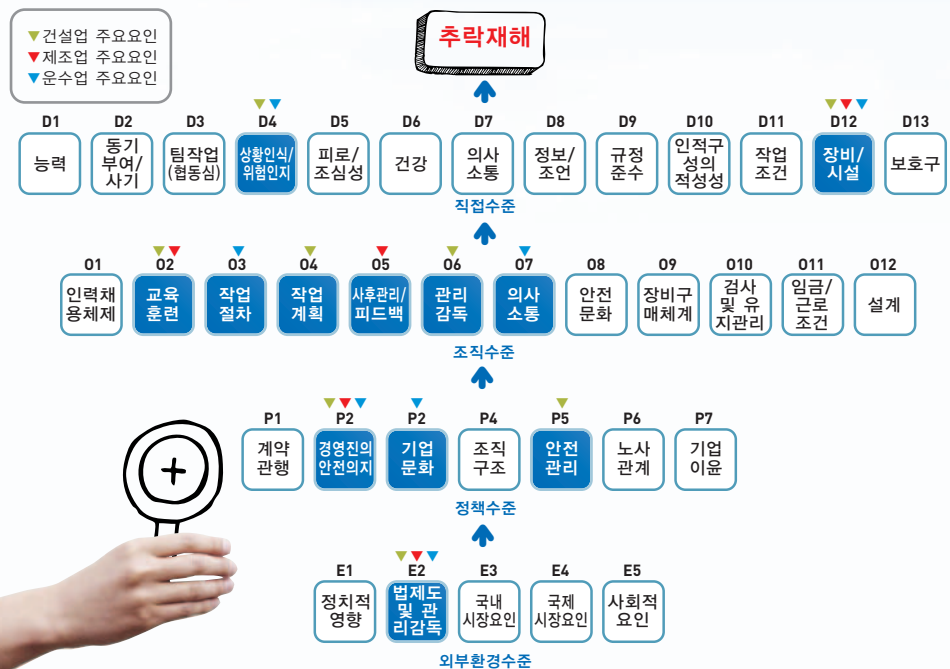 ▼건설업 주요요인
▼제조업 주요요인
▼운수업 주요요인
추락재해
D1 D2 D3 D4 D5 D6 D7 D8 D9 D10 D11 D12 D13
능력
동기
부여/
사기
팀작업
(협동심)
상황인식/
위험인지
피로/
조심성
건강
의사
소통
정보/
조언
규정
준수
인적구
성의
적성성
작업
조건
장비/
시설
보호구
직접수준
01 02 03 04 05 06 07 08 09 010 011 012
인력채
용체제
교육
훈련
작업
절차
작업
계획
사후관리/
피드백
관리
감독
의사
소통
안전
문화
장비구
매체계
검사
및 유
지관리
임금/
근로
조건
설계
조직수준
P1 P2 P2 P4 P5 P6 P7
계약
관행
경영진의
안전의지
기업
문화
조직
구조
안전
관리
노사
관계
기업
이윤
정책수준
E1 E2 E3 E4 E5
정치적
영향
법제도
및 관
리감독
국내
시장요인
국제
시장요인
사회적
요인
외부환경수준